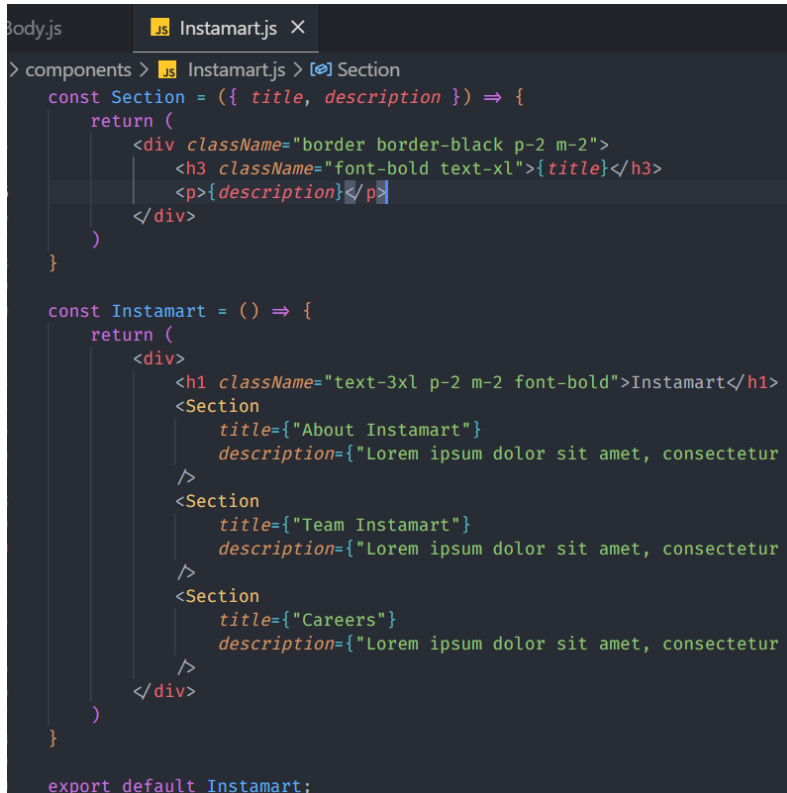 Body.js JS Instamart.js ×
> components > JS Instamart.js > Section
const Section = ({ title, description }) => {
    return (
        <div className="border border-black p-2 m-2">
            <h3 className="font-bold text-xl">{title}</h3>
            <p>{description}</p>
        </div>
    )
}

const Instamart = () => {
    return (
        <div>
            <h1 className="text-3xl p-2 m-2 font-bold">Instamart</h1>
            <Section
                title={"About Instamart"}
                description={"Lorem ipsum dolor sit amet, consectetur
            />
            <Section
                title={"Team Instamart"}
                description={"Lorem ipsum dolor sit amet, consectetur
            />
            <Section
                title={"Careers"}
                description={"Lorem ipsum dolor sit amet, consectetur
            />
        </div>
    )
}

export default Instamart;